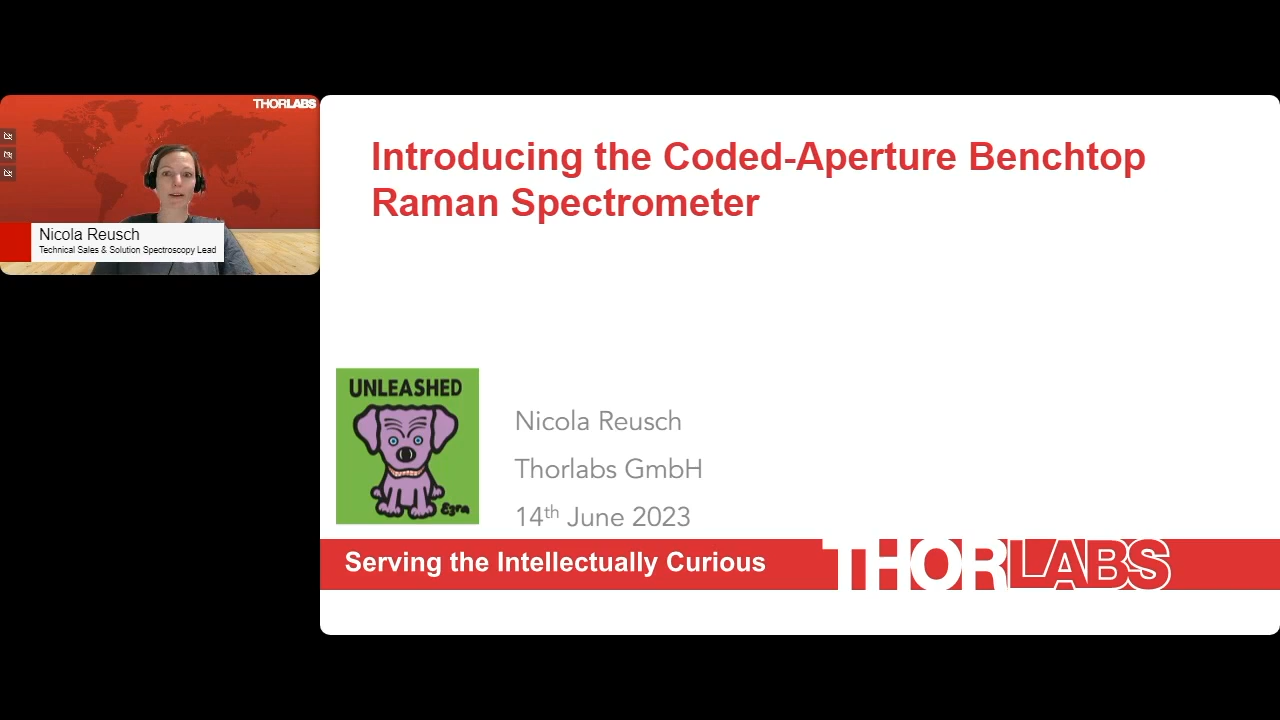 THORLABS
Nicola Reusch
Technical Sales & Solution Spectroscopy Lead
Introducing the Coded-Aperture Benchtop
Raman Spectrometer
UNLEASHED
Ezra
Nicola Reusch
Thorlabs GmbH
14th June 2023
Serving the Intellectually Curious
THORLABS